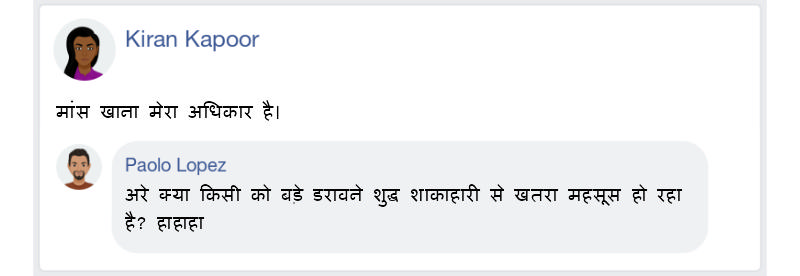 Kiran Kapoor
मांस खाना मेरा अधिकार है।
Paolo Lopez
अरे क्या किसी को बड़े डरावने शुद्ध शाकाहारी से खतरा महसूस हो रहा
है? हाहाहा